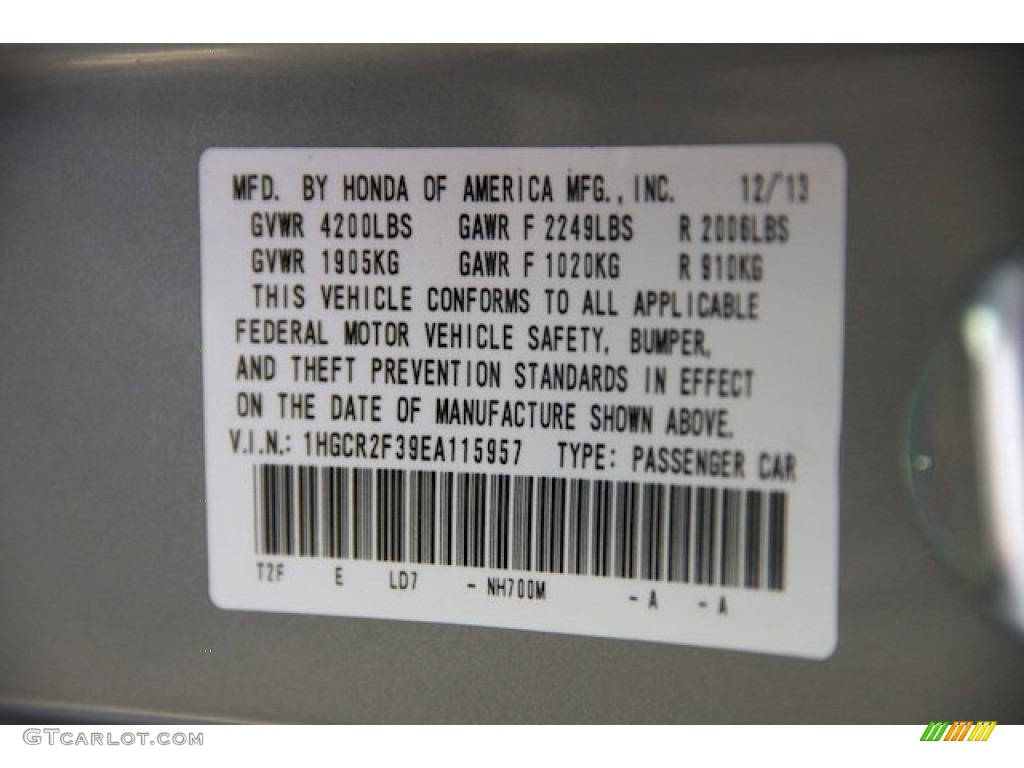 MFD. BY HONDA OF AMERICA MFG., INC. 12/13
GVWR 4200LBS GAWR F 2249LBS R 2006LBS
GVWR 1905KG GAWR F 1020KG R 910KG
THIS VEHICLE CONFORMS TO ALL APPLICABLE
FEDERAL MOTOR VEHICLE SAFETY, BUMPER,
AND THEFT PREVENTION STANDARDS IN EFFECT
ON THE DATE OF MANUFACTURE SHOWN ABOVE.
V.I.N.: 1HGCR2F39EA115957 TYPE: PASSENGER CAR
T2F E LD7 - NH700M - A - A
GTCARLOT.COM